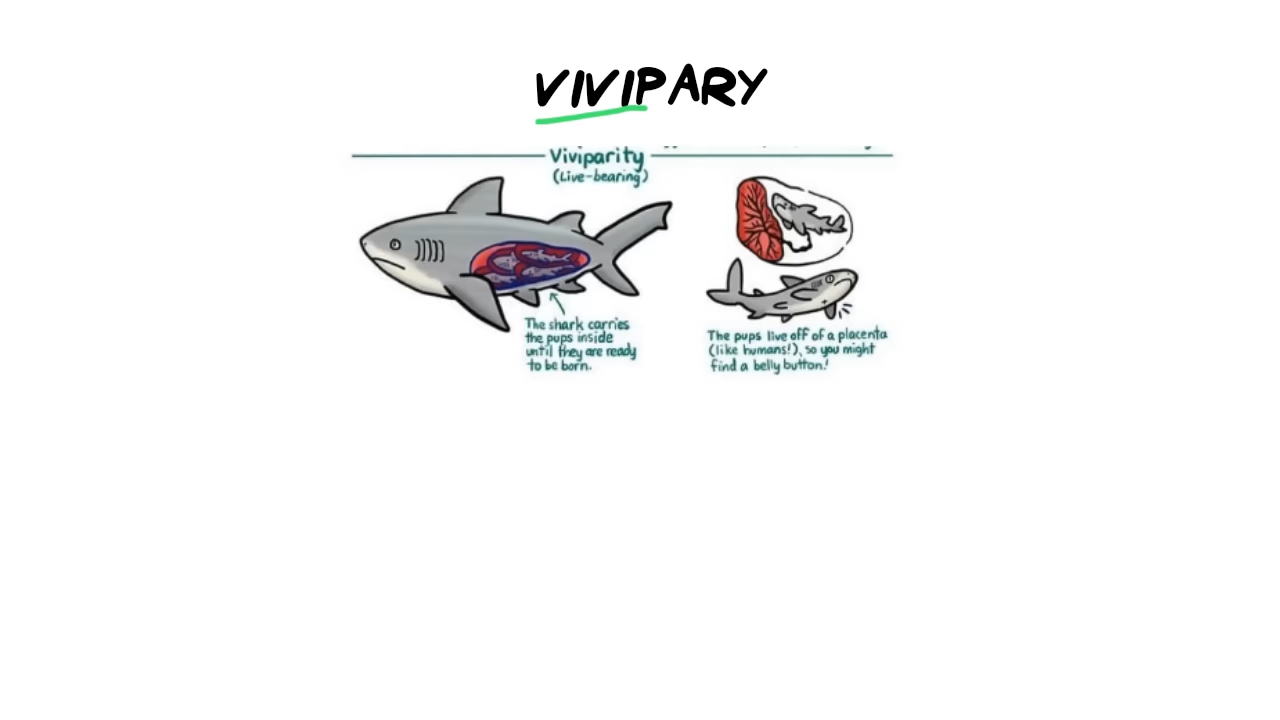 VIVIPARY
Viviparity
(Live-bearing)
The shark carries
the pups inside
until they are ready
to be born.
The pups live off of a placenta
(like humans!), so you might
find a belly button!